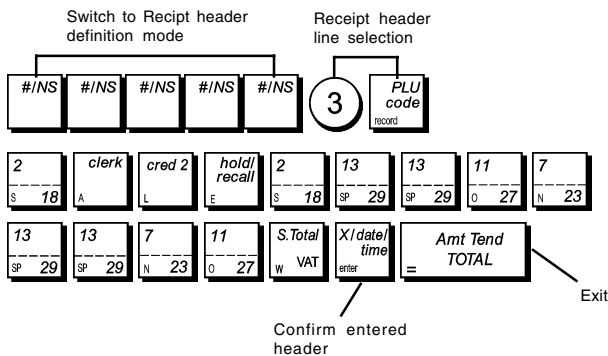 Switch to Recipt header
definition mode
Receipt header
line selection
#/NS #/NS #/NS #/NS #/NS 3 PLU
code
record
2 clerk cred 2 hold/
recall 2 13 13 11 7
S 18 A L E S 18 SP 29 SP 29 O 27 N 23
13 13 7 11 S.Total X/date/
time Amt Tend
TOTAL
SP 29 SP 29 N 23 O 27 W VAT enter =
Exit
Confirm entered
header